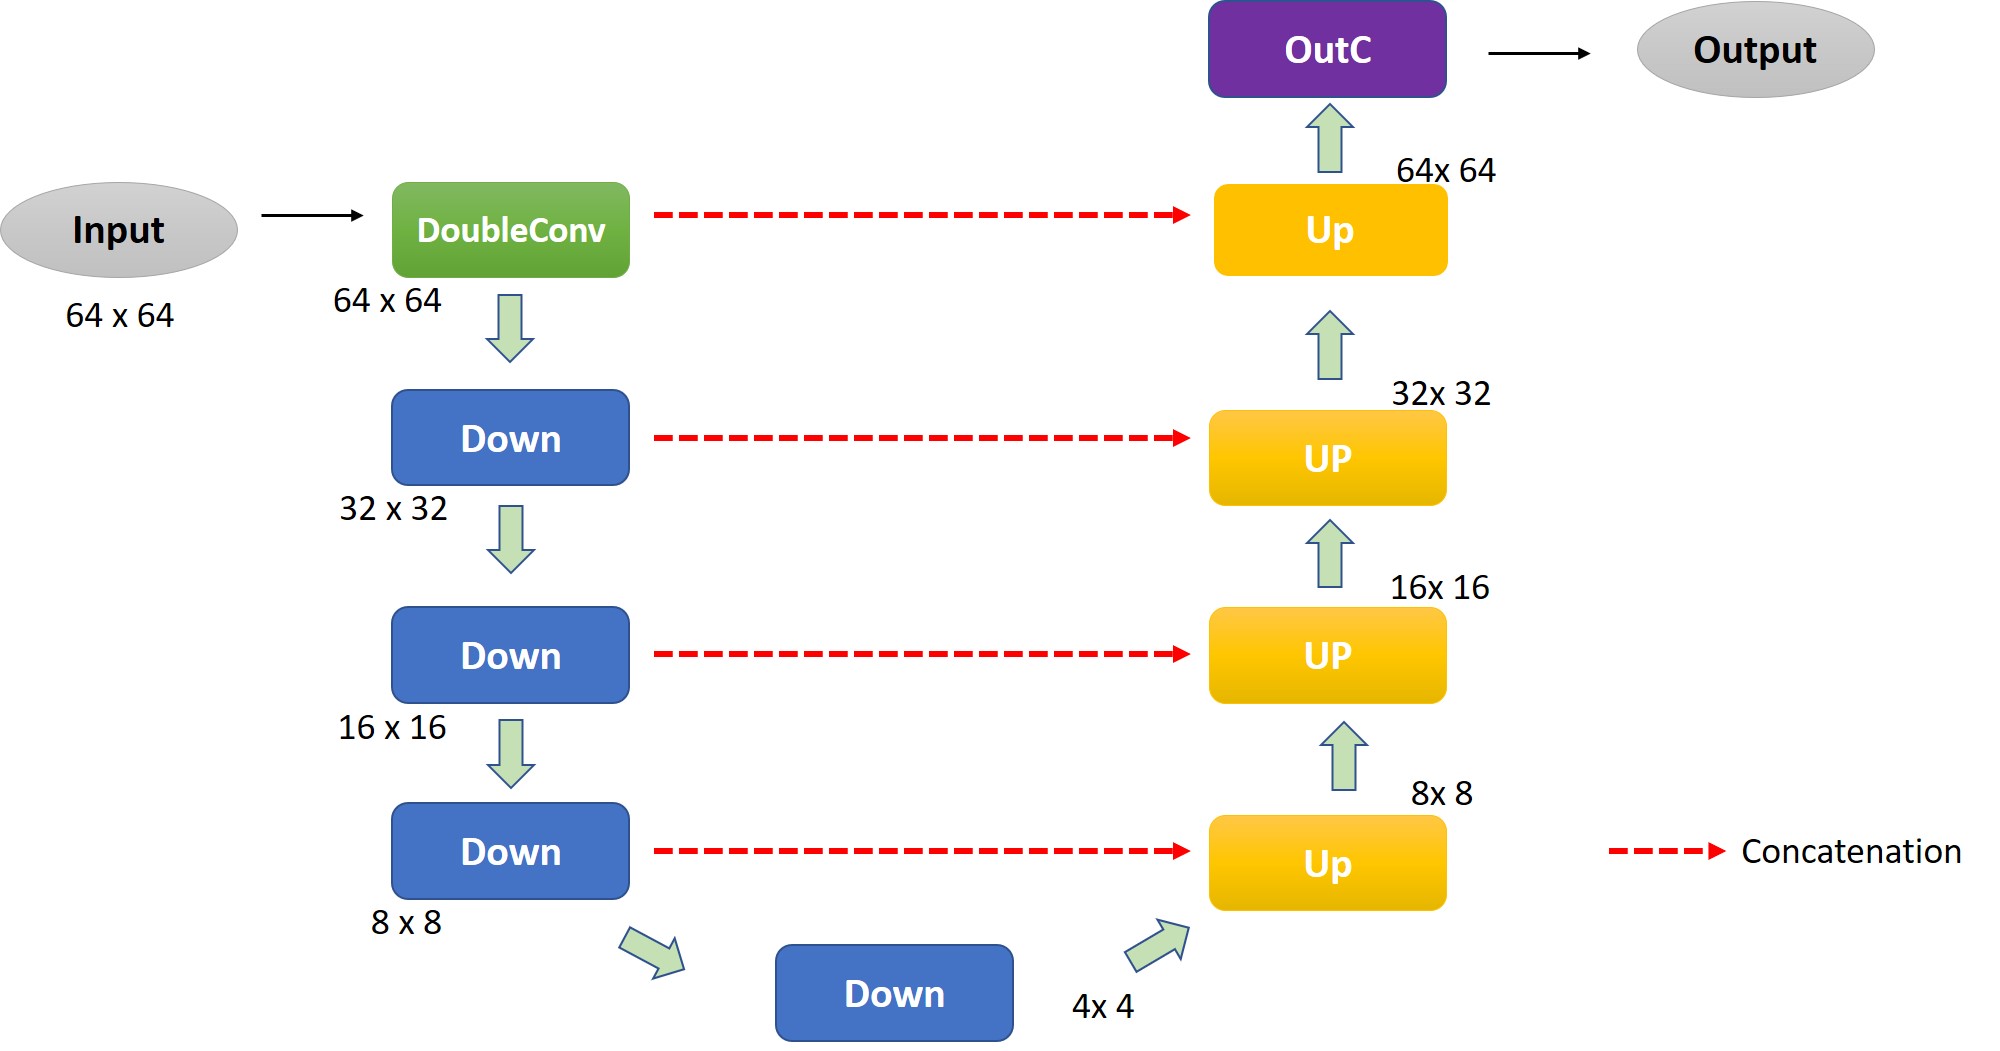 OutC
Output
64x 64
Input
DoubleConv
Up
64 x 64
64 x 64
32x 32
Down
UP
32 x 32
16x 16
Down
UP
16 x 16
8x 8
Down
Up
Concatenation
8 x 8
Down
4x 4